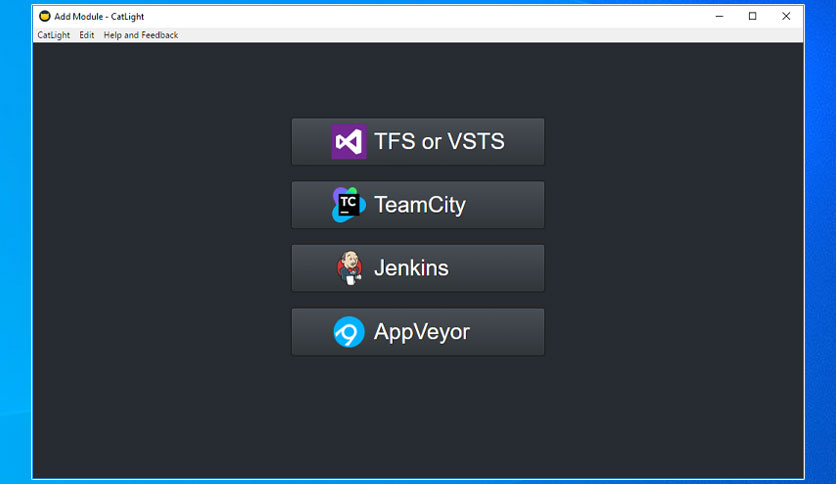 Add Module - CatLight
CatLight Edit Help and Feedback
TFS or VSTS
TC TeamCity
Jenkins
AppVeyor